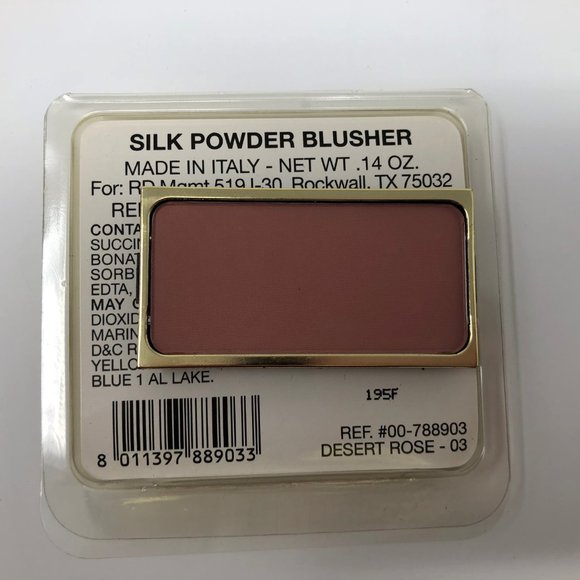 SILK POWDER BLUSHER
MADE IN ITALY - NET WT .14 OZ.
For: RD Mgmt 519 I-30, Rockwall, TX 75032
CONTA
SUCCIN
BONAT
SORB
EDTA,
MAY
DIOXID
MARIN
D&C R
YELLO
BLUE 1 AL LAKE.
195F
8 011397 889033
REF. #00-788903
DESERT ROSE - 03